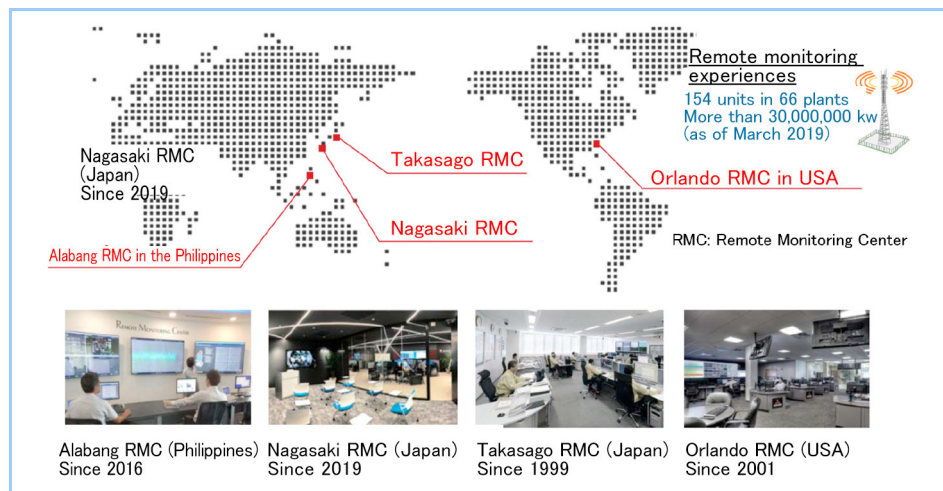 Remote monitoring
experiences
154 units in 66 plants
More than 30,000,000 kw
(as of March 2019)
Nagasaki RMC
(Japan)
Since 2019
Takasago RMC
Orlando RMC in USA
Nagasaki RMC
RMC: Remote Monitoring Center
Alabang RMC in the Philippines
REMOTE MONITORING CENTER
Alabang RMC (Philippines)
Since 2016
Nagasaki RMC (Japan)
Since 2019
Takasago RMC (Japan)
Since 1999
Orlando RMC (USA)
Since 2001